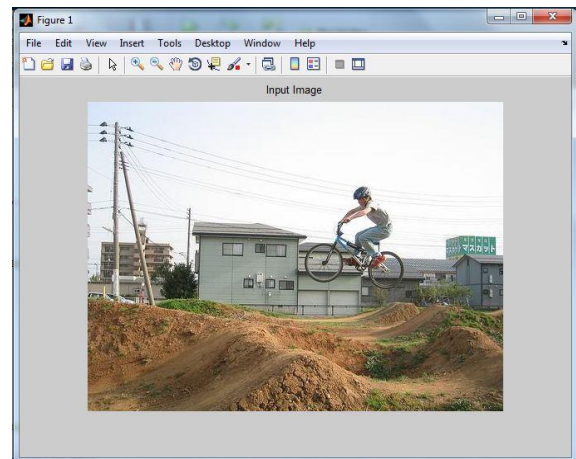 Figure 1
File Edit View Insert Tools Desktop Window Help
Input Image
マスカット